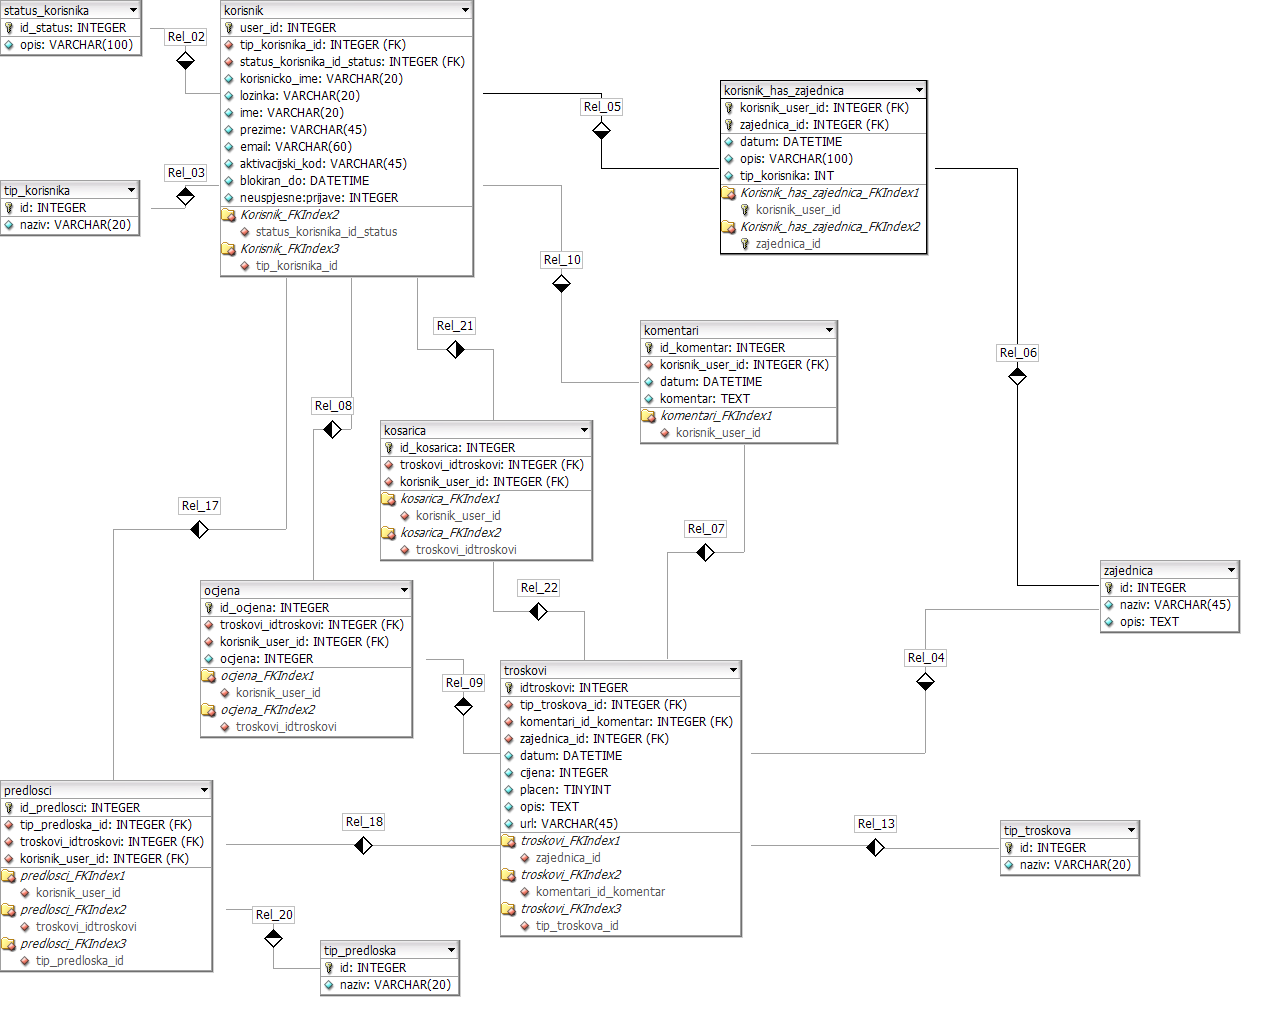 status_korisnika
id_status: INTEGER
opis: VARCHAR(100)
Rel_02
korisnik
user_id: INTEGER
tip_korisnika_id: INTEGER (FK)
status_korisnika_id_status: INTEGER (FK)
korisnicko_ime: VARCHAR(20)
lozinka: VARCHAR(20)
ime: VARCHAR(20)
prezime: VARCHAR(45)
email: VARCHAR(60)
aktivacijski_kod: VARCHAR(45)
blokiran_do: DATETIME
neuspjesne:prijave: INTEGER
Korisnik_FKIndex2
status_korisnika_id_status
Korisnik_FKIndex3
tip_korisnika_id
Rel_03
tip_korisnika
id: INTEGER
naziv: VARCHAR(20)
Rel_05
korisnik_has_zajednica
korisnik_user_id: INTEGER (FK)
zajednica_id: INTEGER (FK)
datum: DATETIME
opis: VARCHAR(100)
tip_korisnika: INT
Korisnik_has_zajednica_FKIndex1
korisnik_user_id
Korisnik_has_zajednica_FKIndex2
zajednica_id
Rel_10
Rel_21
komentari
id_komentar: INTEGER
korisnik_user_id: INTEGER (FK)
datum: DATETIME
komentar: TEXT
komentari_FKIndex1
korisnik_user_id
Rel_06
Rel_08
kosarica
id_kosarica: INTEGER
troskovi_idtroskovi: INTEGER (FK)
korisnik_user_id: INTEGER (FK)
kosarica_FKIndex1
korisnik_user_id
kosarica_FKIndex2
troskovi_idtroskovi
Rel_17
Rel_07
Rel_22
zajednica
id: INTEGER
naziv: VARCHAR(45)
opis: TEXT
ocjena
id_ocjena: INTEGER
troskovi_idtroskovi: INTEGER (FK)
korisnik_user_id: INTEGER (FK)
ocjena: INTEGER
ocjena_FKIndex1
korisnik_user_id
ocjena_FKIndex2
troskovi_idtroskovi
Rel_09
Rel_04
troskovi
idtroskovi: INTEGER
tip_troskova_id: INTEGER (FK)
komentari_id_komentar: INTEGER (FK)
zajednica_id: INTEGER (FK)
datum: DATETIME
cijena: INTEGER
placen: TINYINT
opis: TEXT
url: VARCHAR(45)
troskovi_FKIndex1
zajednica_id
troskovi_FKIndex2
komentari_id_komentar
troskovi_FKIndex3
tip_troskova_id
predlosci
id_predlosci: INTEGER
tip_predloska_id: INTEGER (FK)
troskovi_idtroskovi: INTEGER (FK)
korisnik_user_id: INTEGER (FK)
predlosci_FKIndex1
korisnik_user_id
predlosci_FKIndex2
troskovi_idtroskovi
predlosci_FKIndex3
tip_predloska_id
Rel_18
Rel_13
tip_troskova
id: INTEGER
naziv: VARCHAR(20)
Rel_20
tip_predloska
id: INTEGER
naziv: VARCHAR(20)